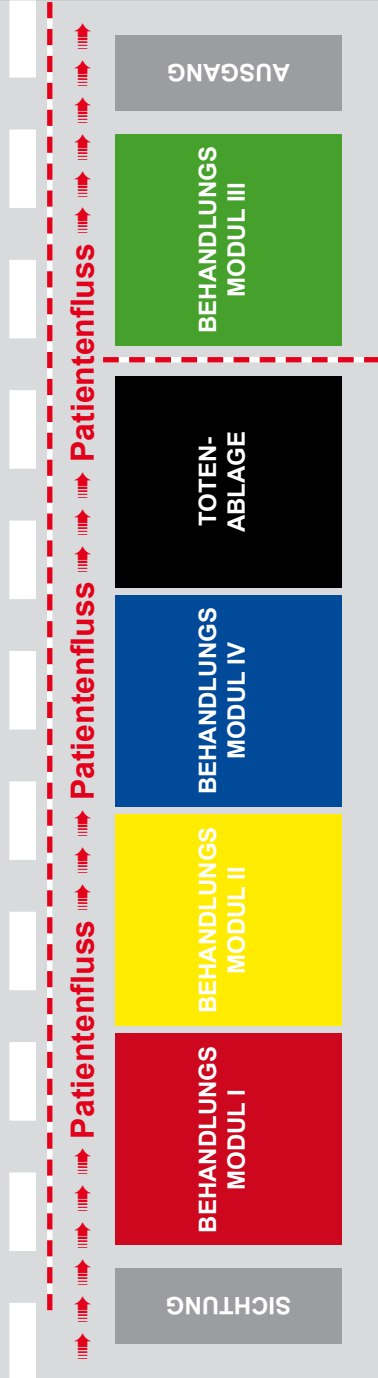 AUSGANG
BEHANDLUNGS
MODUL III
Patientenfluss
TOTEN-
ABLAGE
Patientenfluss
BEHANDLUNGS
MODUL IV
BEHANDLUNGS
MODUL II
Patientenfluss
BEHANDLUNGS
MODUL I
SICHTUNG